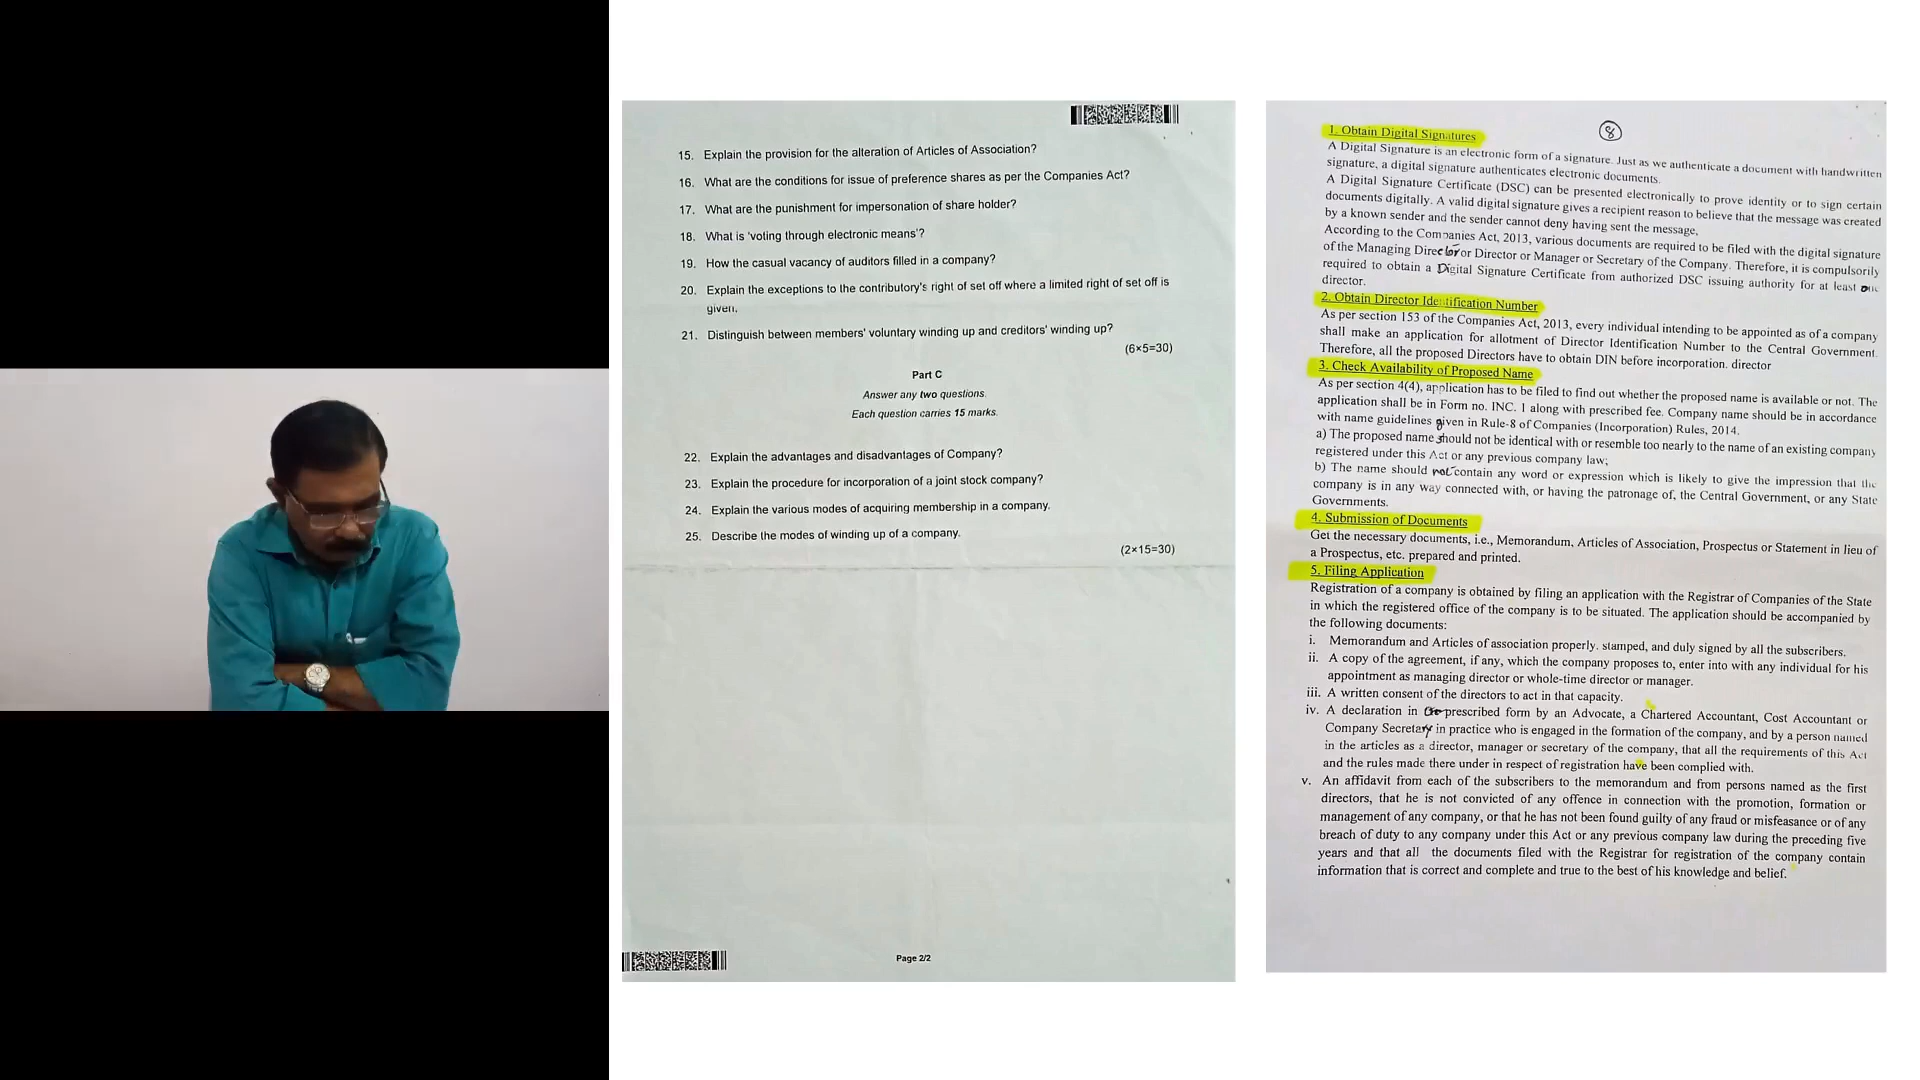 15. Explain the provision for the alteration of Articles of Association?
16. What are the conditions for issue of preference shares as per the Companies Act?
17. What are the punishment for impersonation of share holder?
18. What is 'voting through electronic means'?
19. How the casual vacancy of auditors filled in a company?
20. Explain the exceptions to the contributory's right of set off where a limited right of set off is
given.
21. Distinguish between members' voluntary winding up and creditors' winding up?
(6×5=30)
Part C
Answer any two questions.
Each question carries 15 marks.
22. Explain the advantages and disadvantages of Company?
23. Explain the procedure for incorporation of a joint stock company?
24. Explain the various modes of acquiring membership in a company.
25. Describe the modes of winding up of a company.
(2×15=30)
Page 2/2
8
1. Obtain Digital Signatures
A Digital Signature is an electronic form of a signature. Just as we authenticate a document with handwritten
signature, a digital signature authenticates electronic documents.
A Digital Signature Certificate (DSC) can be presented electronically to prove identity or to sign certain
documents digitally. A valid digital signature gives a recipient reason to believe that the message was created
by a known sender and the sender cannot deny having sent the message.
According to the Companies Act, 2013, various documents are required to be filed with the digital signature
of the Managing Director or Director or Manager or Secretary of the Company. Therefore, it is compulsorily
required to obtain a Digital Signature Certificate from authorized DSC issuing authority for at least one
director.
2. Obtain Director Identification Number
As per section 153 of the Companies Act, 2013, every individual intending to be appointed as of a company
shall make an application for allotment of Director Identification Number to the Central Government.
Therefore, all the proposed Directors have to obtain DIN before incorporation. director
3. Check Availability of Proposed Name
As per section 4(4), application has to be filed to find out whether the proposed name is available or not. The
application shall be in Form no. INC. 1 along with prescribed fee. Company name should be in accordance
with name guidelines given in Rule-8 of Companies (Incorporation) Rules, 2014.
a) The proposed name should not be identical with or resemble too nearly to the name of an existing company
registered under this Act or any previous company law;
b) The name should not contain any word or expression which is likely to give the impression that the
company is in any way connected with, or having the patronage of, the Central Government, or any State
Governments.
4. Submission of Documents
Get the necessary documents, i.e., Memorandum, Articles of Association, Prospectus or Statement in lieu of
a Prospectus, etc. prepared and printed.
5. Filing Application
Registration of a company is obtained by filing an application with the Registrar of Companies of the State
in which the registered office of the company is to be situated. The application should be accompanied by
the following documents:
i. Memorandum and Articles of association properly. stamped, and duly signed by all the subscribers.
ii. A copy of the agreement, if any, which the company proposes to, enter into with any individual for his
appointment as managing director or whole-time director or manager.
iii. A written consent of the directors to act in that capacity.
iv. A declaration in prescribed form by an Advocate, a Chartered Accountant, Cost Accountant or
Company Secretary in practice who is engaged in the formation of the company, and by a person named
in the articles as a director, manager or secretary of the company, that all the requirements of this Act
and the rules made there under in respect of registration have been complied with.
v. An affidavit from each of the subscribers to the memorandum and from persons named as the first
directors, that he is not convicted of any offence in connection with the promotion, formation or
management of any company, or that he has not been found guilty of any fraud or misfeasance or of any
breach of duty to any company under this Act or any previous company law during the preceding five
years and that all the documents filed with the Registrar for registration of the company contain
information that is correct and complete and true to the best of his knowledge and belief.